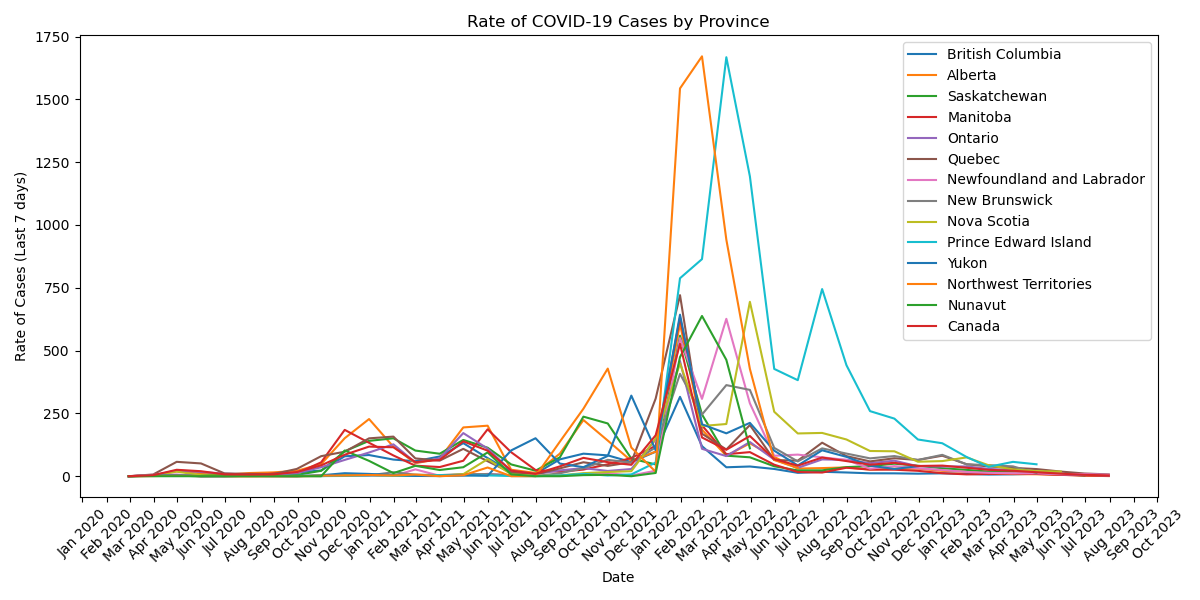 Rate of COVID-19 Cases by Province
Rate of Cases (Last 7 days)
1750
1500
1250
1000
750
500
250
0
British Columbia
Alberta
Saskatchewan
Manitoba
Ontario
Quebec
Newfoundland and Labrador
New Brunswick
Nova Scotia
Prince Edward Island
Yukon
Northwest Territories
Nunavut
Canada
Jan 2020
Feb 2020
Mar 2020
Apr 2020
May 2020
Jun 2020
Jul 2020
Aug 2020
Sep 2020
Oct 2020
Nov 2020
Dec 2020
Jan 2021
Feb 2021
Mar 2021
Apr 2021
May 2021
Jun 2021
Jul 2021
Aug 2021
Sep 2021
Oct 2021
Nov 2021
Dec 2021
Jan 2022
Feb 2022
Mar 2022
Apr 2022
May 2022
Jun 2022
Jul 2022
Aug 2022
Sep 2022
Oct 2022
Nov 2022
Dec 2022
Jan 2023
Feb 2023
Mar 2023
Apr 2023
May 2023
Jun 2023
Jul 2023
Aug 2023
Sep 2023
Oct 2023
Date